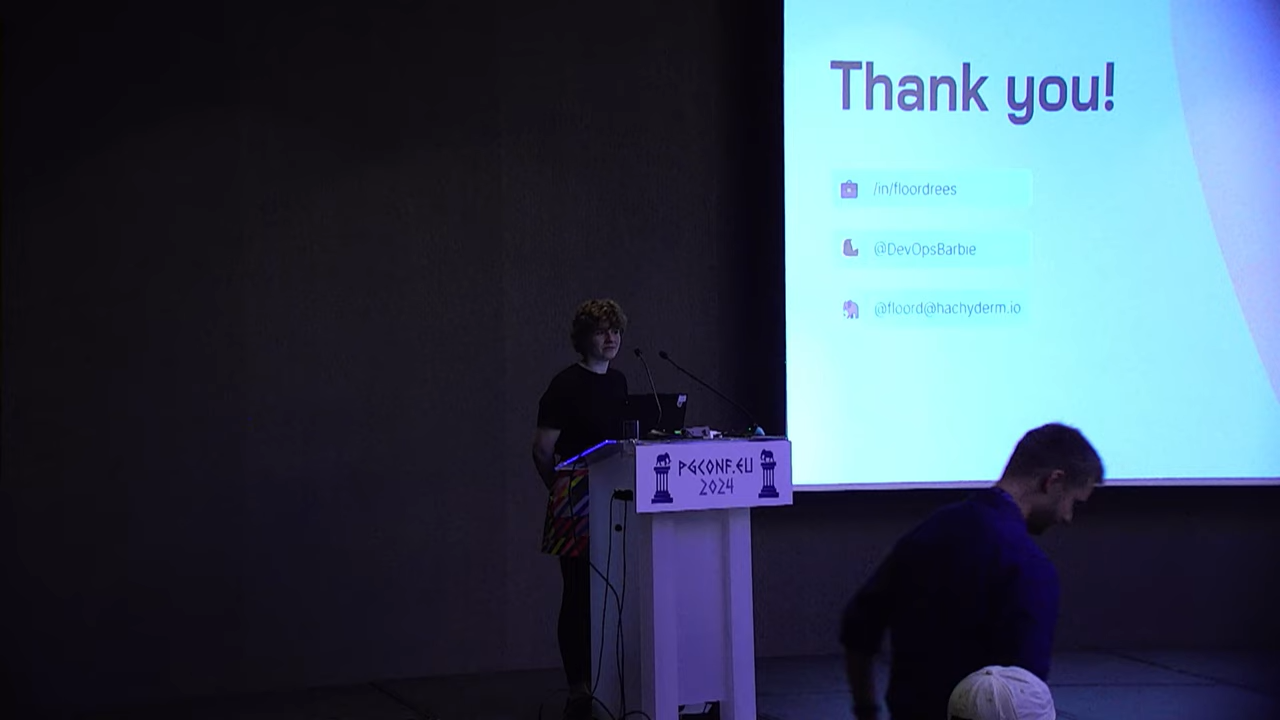 Thank you!
/in/floordrees
@DevOpsBarbie
@floord@hachyderm.io
PGCONF.EU
2024